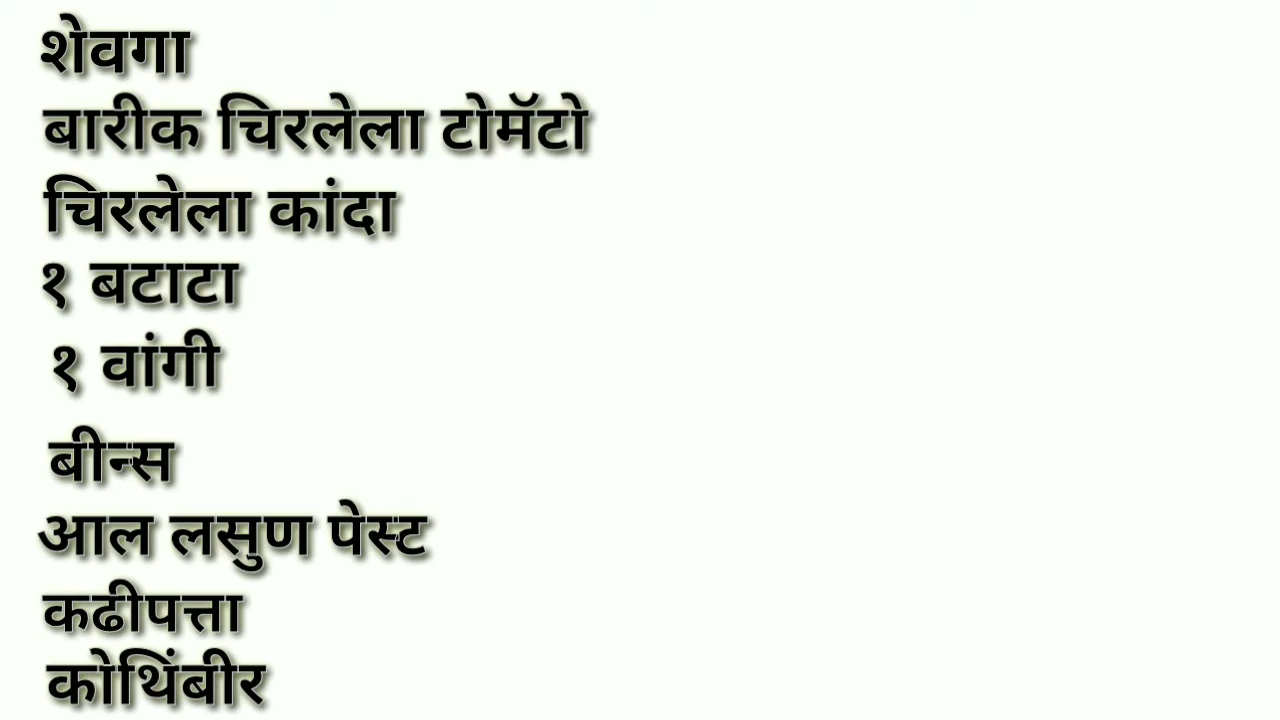 शेवगा
बारीक चिरलेला टोमॅटो
चिरलेला कांदा
१ बटाटा
१ वांगी
बीन्स
आल लसुण पेस्ट
कढीपत्ता
कोथिंबीर